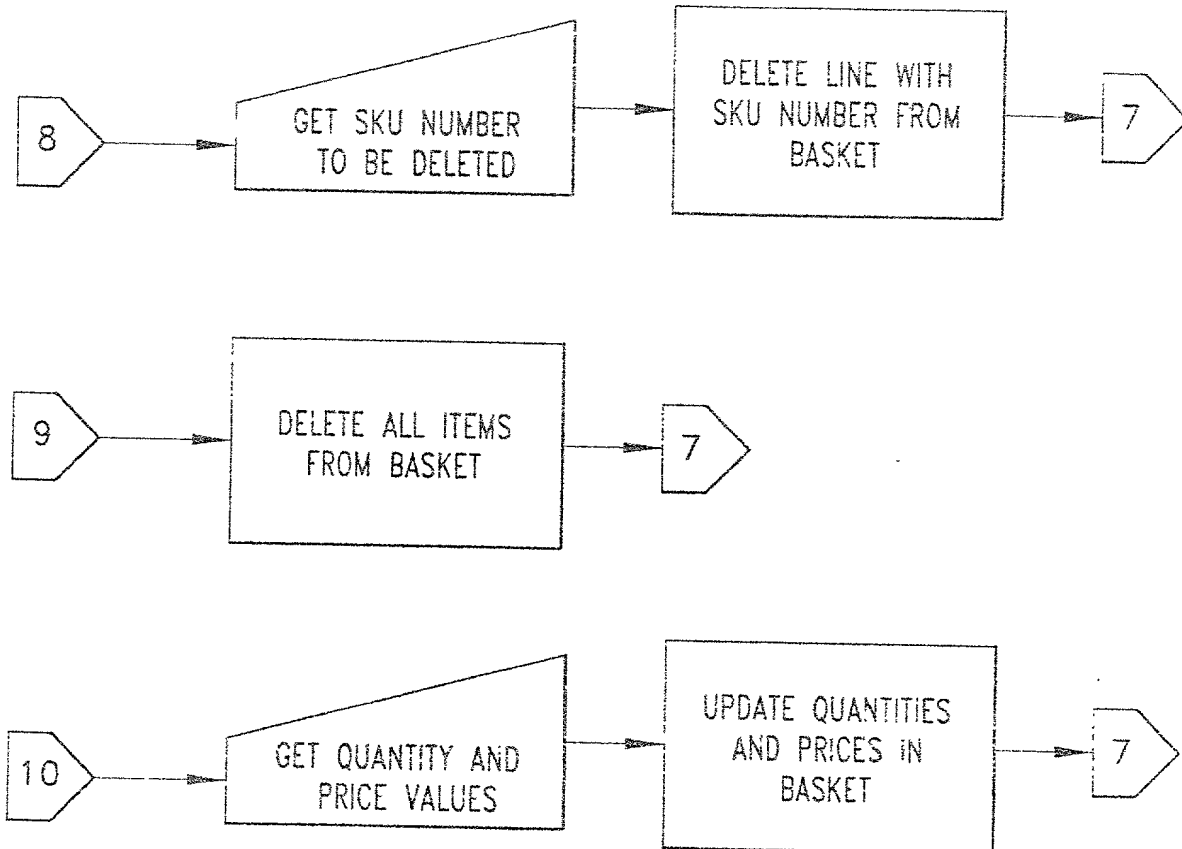 8
GET SKU NUMBER
TO BE DELETED
DELETE LINE WITH
SKU NUMBER FROM
BASKET
7
9
DELETE ALL ITEMS
FROM BASKET
7
10
GET QUANTITY AND
PRICE VALUES
UPDATE QUANTITIES
AND PRICES IN
BASKET
7